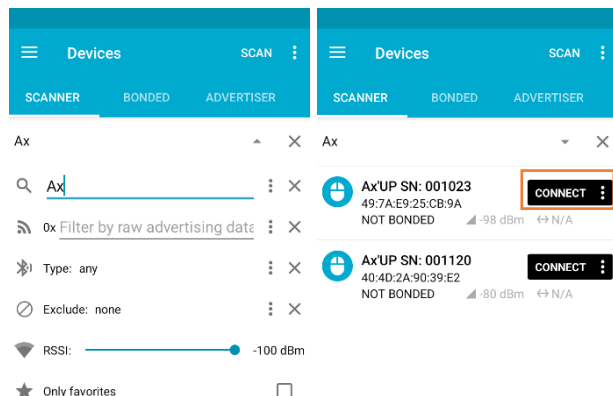 Devices SCAN
SCANNER BONDED ADVERTISER
Ax
Ax
0x Filter by raw advertising data
Type: any
Exclude: none
RSSI: -100 dBm
Only favorites
Devices SCAN
SCANNER BONDED ADVERTISER
Ax
Ax'UP SN: 001023
49:7A:E9:25:CB:9A
NOT BONDED -98 dBm N/A
CONNECT
Ax'UP SN: 001120
40:4D:2A:90:39:E2
NOT BONDED -80 dBm N/A
CONNECT